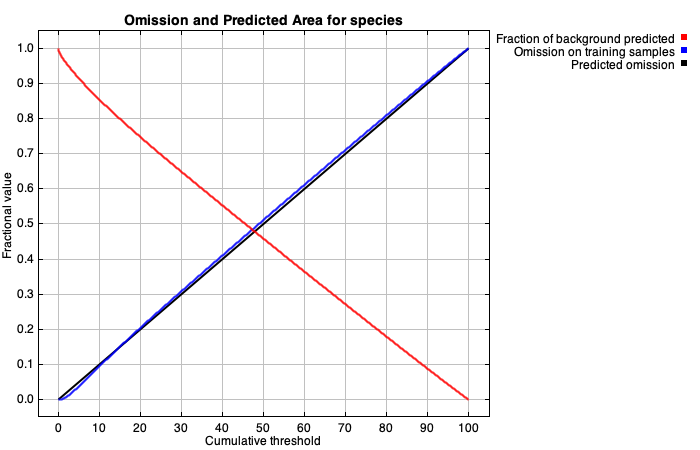 Omission and Predicted Area for species
Fraction of background predicted
Omission on training samples
Predicted omission
1.0
0.9
0.8
0.7
0.6
0.5
0.4
0.3
0.2
0.1
0.0
Fractional value
0 10 20 30 40 50 60 70 80 90 100
Cumulative threshold